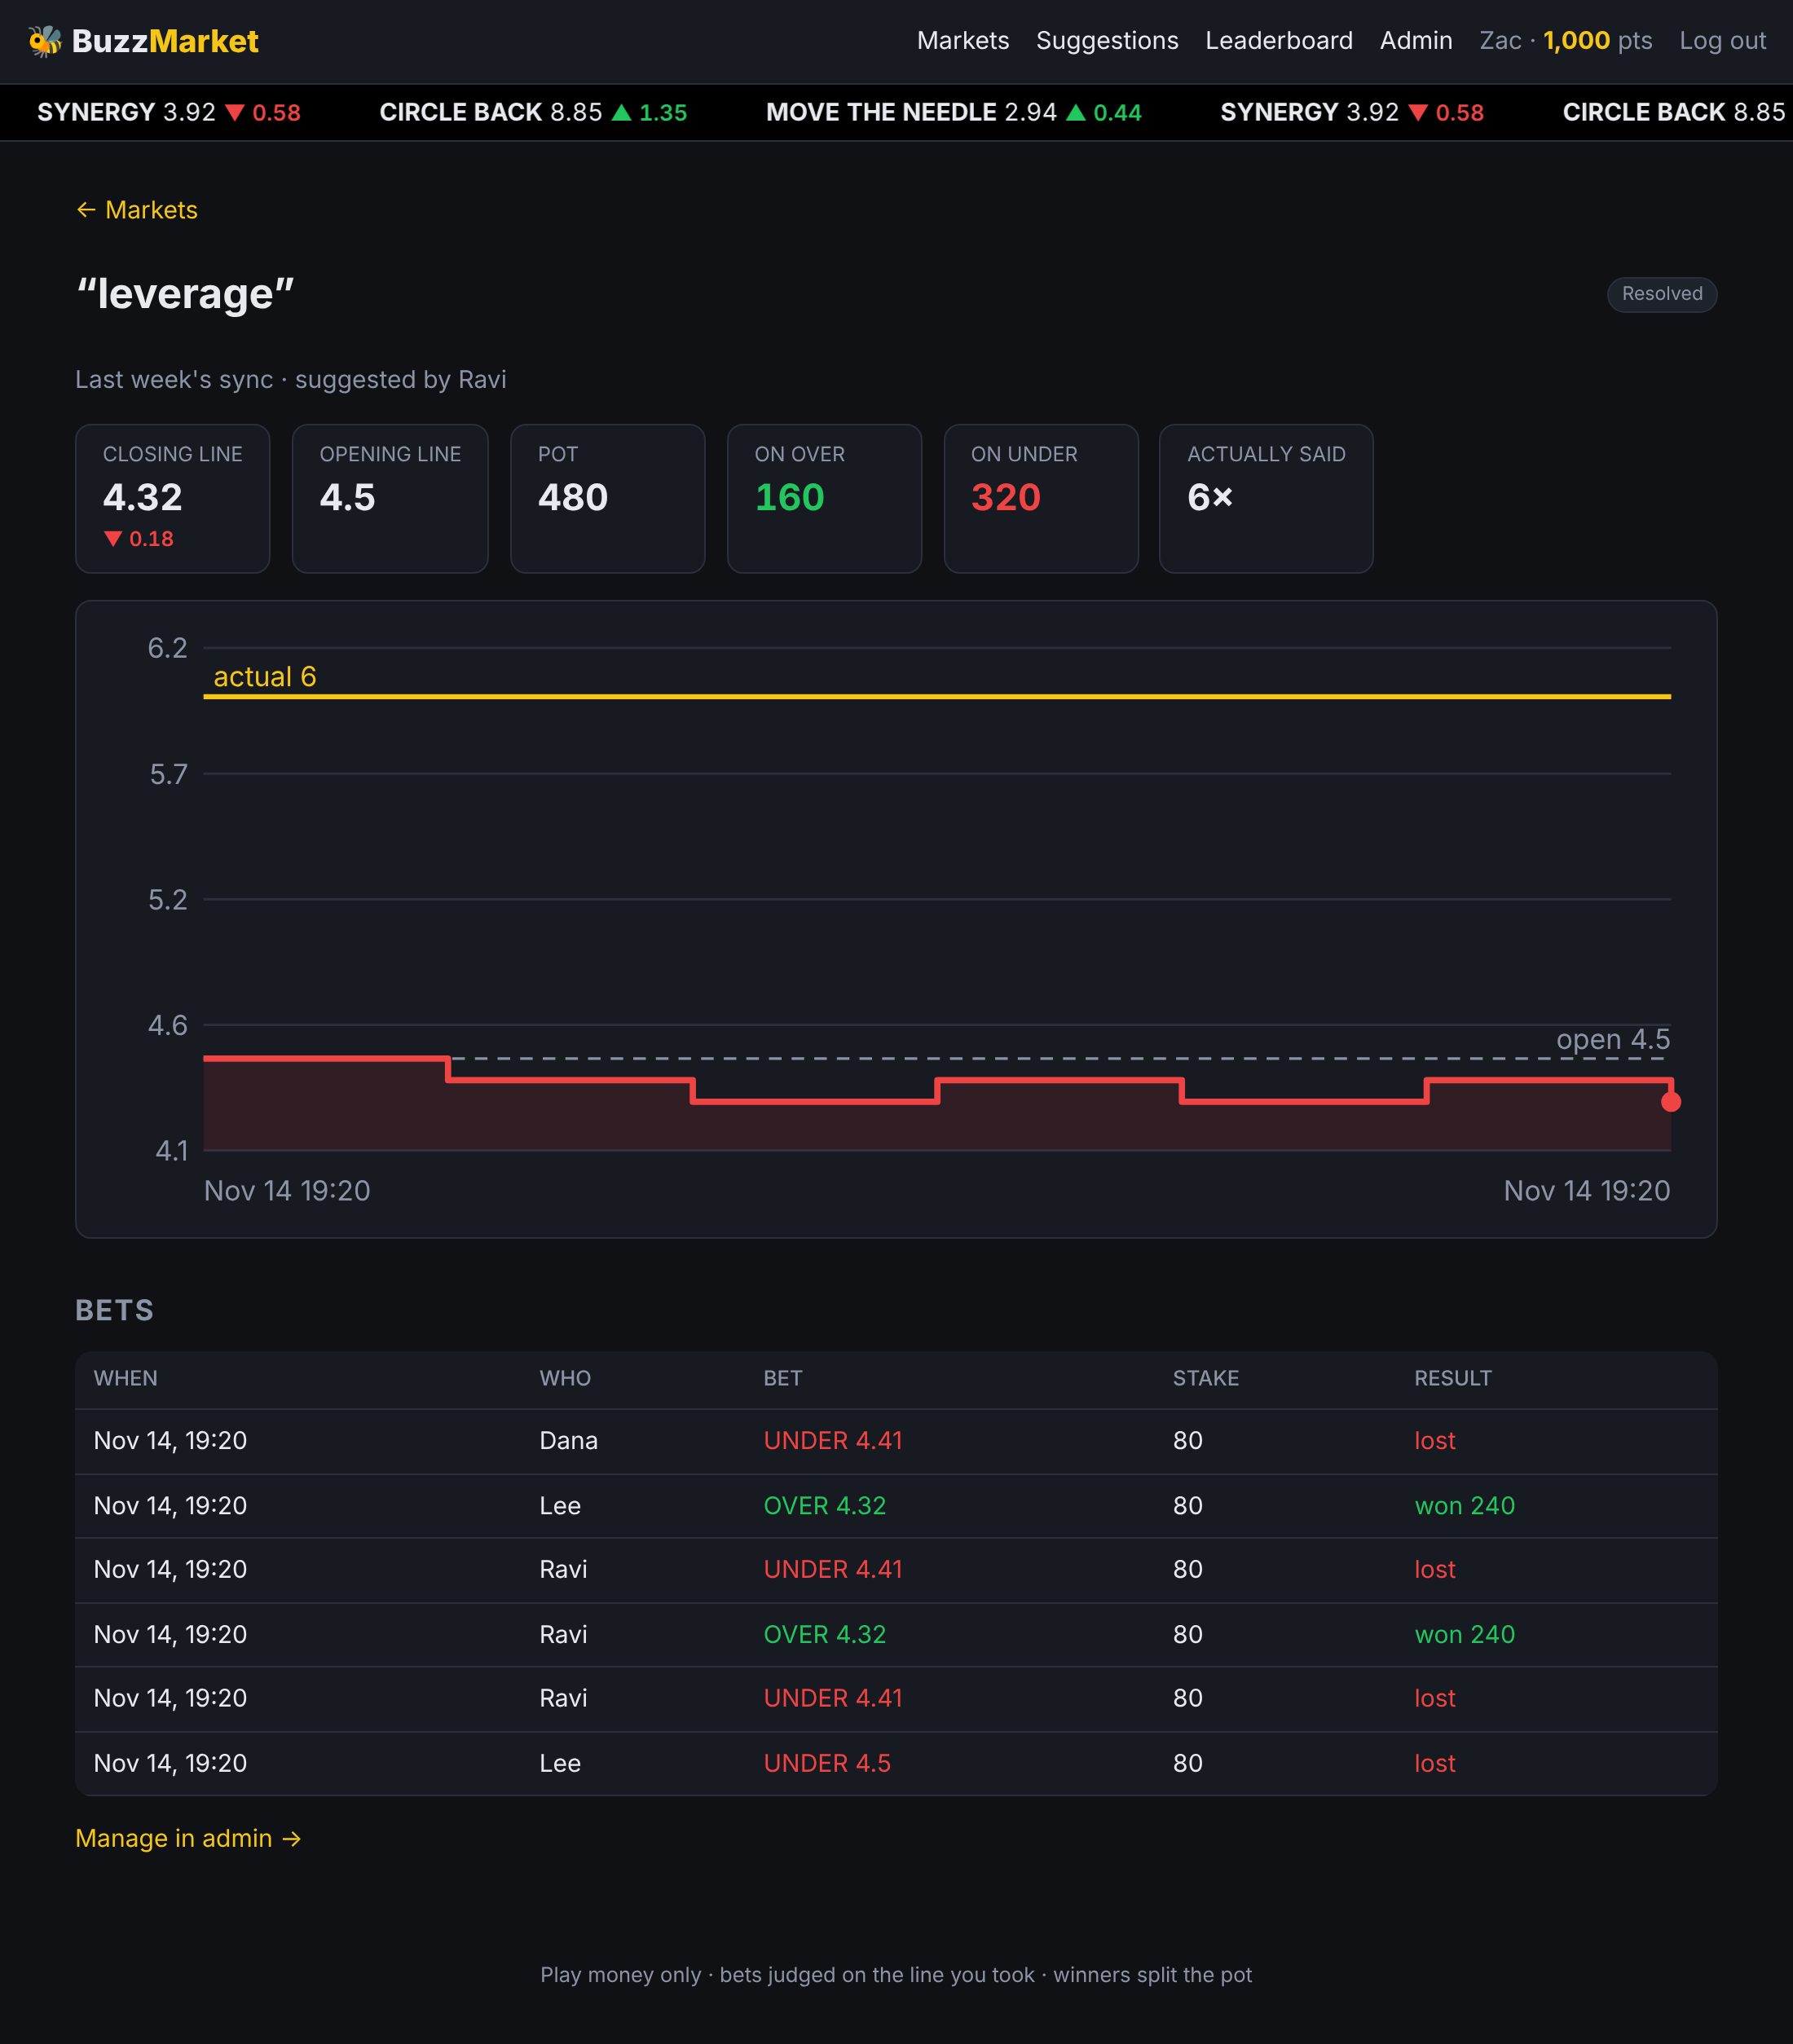 🐝 BuzzMarket Markets Suggestions Leaderboard Admin Zac · 1,000 pts Log out
SYNERGY 3.92 ▼ 0.58 CIRCLE BACK 8.85 ▲ 1.35 MOVE THE NEEDLE 2.94 ▲ 0.44 SYNERGY 3.92 ▼ 0.58 CIRCLE BACK 8.85
← Markets
“leverage” Resolved
Last week's sync · suggested by Ravi
CLOSING LINE OPENING LINE POT ON OVER ON UNDER ACTUALLY SAID
4.32 4.5 480 160 320 6×
▼ 0.18
6.2
actual 6
5.7
5.2
4.6
open 4.5
4.1
Nov 14 19:20 Nov 14 19:20
BETS
WHEN WHO BET STAKE RESULT
Nov 14, 19:20 Dana UNDER 4.41 80 lost
Nov 14, 19:20 Lee OVER 4.32 80 won 240
Nov 14, 19:20 Ravi UNDER 4.41 80 lost
Nov 14, 19:20 Ravi OVER 4.32 80 won 240
Nov 14, 19:20 Ravi UNDER 4.41 80 lost
Nov 14, 19:20 Lee UNDER 4.5 80 lost
Manage in admin →
Play money only · bets judged on the line you took · winners split the pot